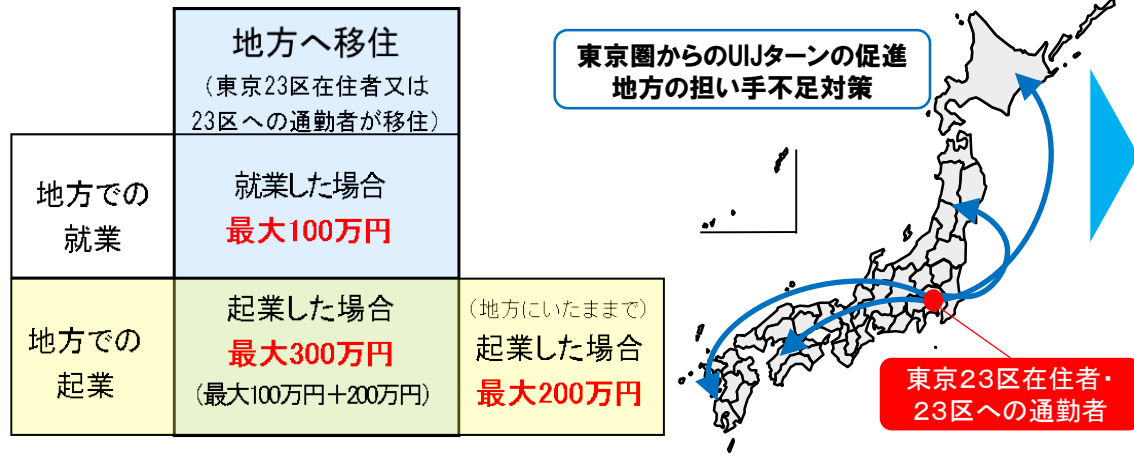 地方へ移住
(東京23区在住者又は
23区への通勤者が移住)
東京圏からのUIJターンの促進
地方の担い手不足対策
地方での
就業
就業した場合
最大100万円
地方での
起業
起業した場合
最大300万円
(最大100万円+200万円)
(地方にいたままで)
起業した場合
最大200万円
東京23区在住者・
23区への通勤者